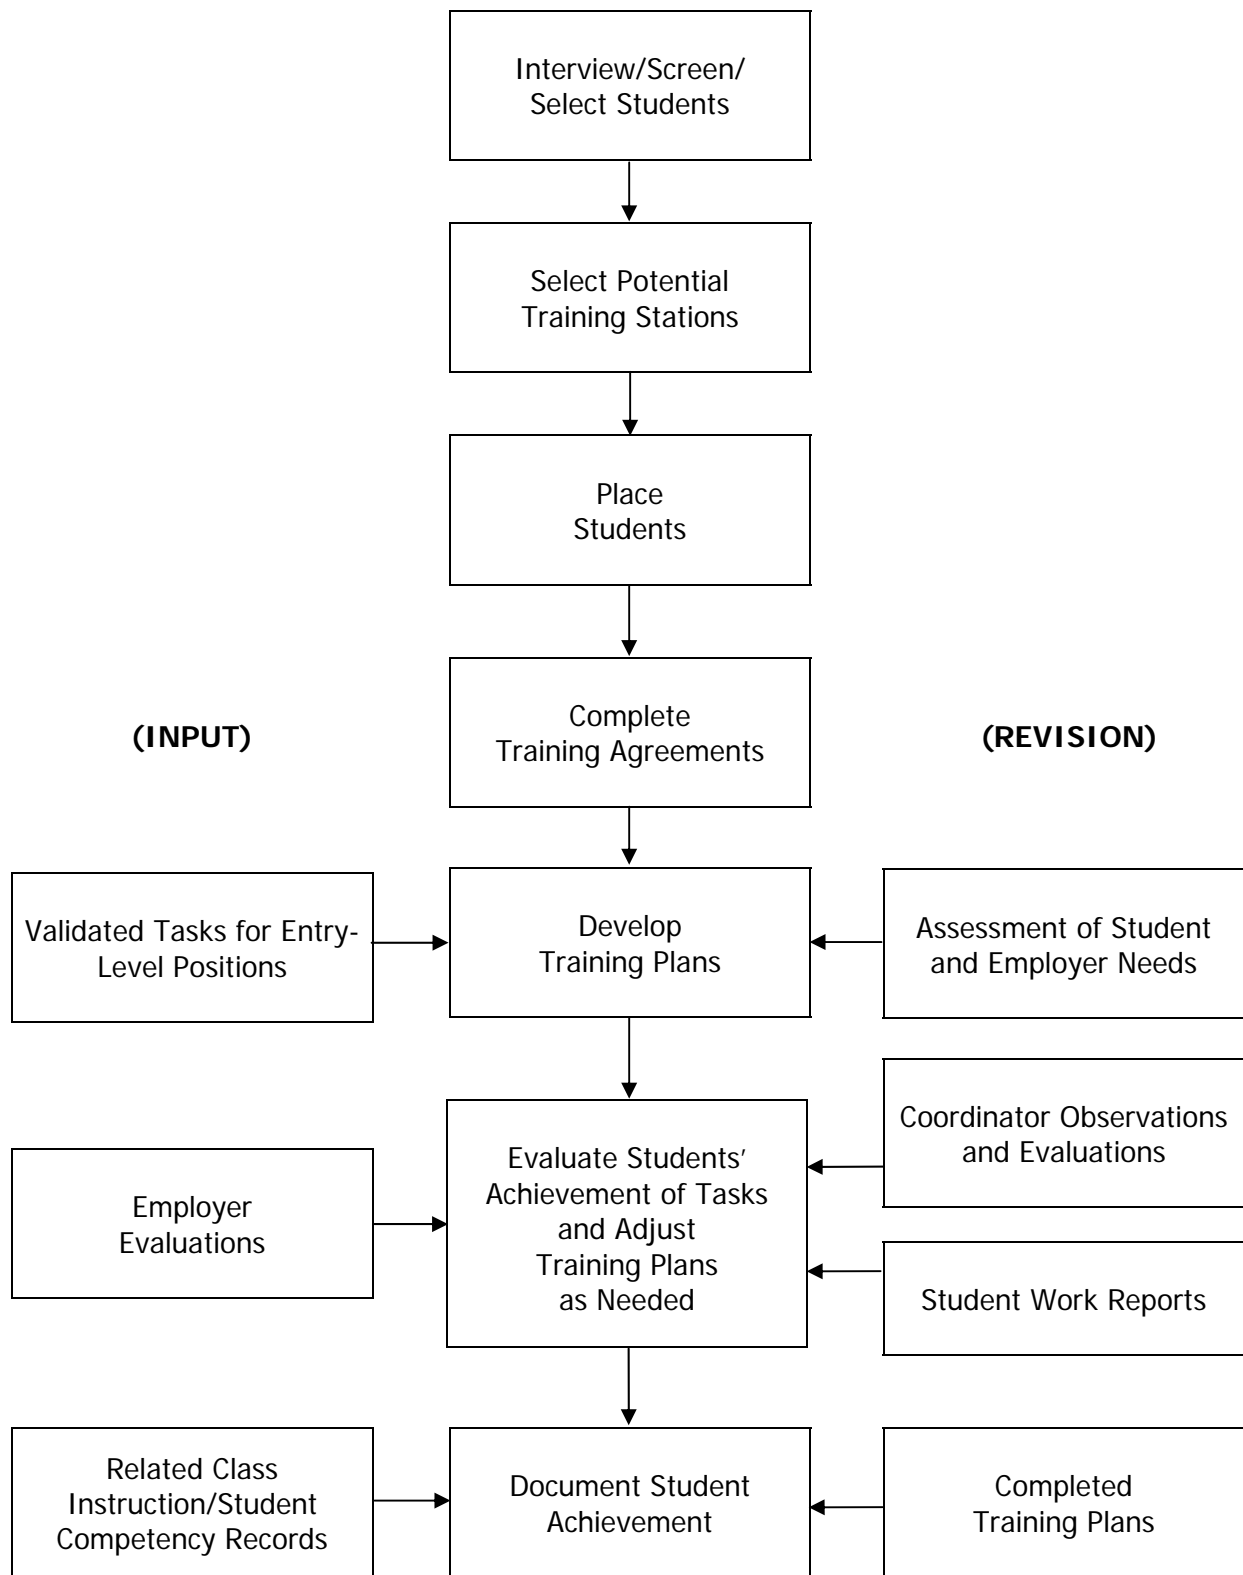 Interview/Screen/
Select Students
Select Potential
Training Stations
Place
Students
Complete
Training Agreements
(INPUT)
(REVISION)
Validated Tasks for Entry-
Level Positions
Develop
Training Plans
Assessment of Student
and Employer Needs
Employer
Evaluations
Evaluate Students’
Achievement of Tasks
and Adjust
Training Plans
as Needed
Coordinator Observations
and Evaluations
Student Work Reports
Related Class
Instruction/Student
Competency Records
Document Student
Achievement
Completed
Training Plans